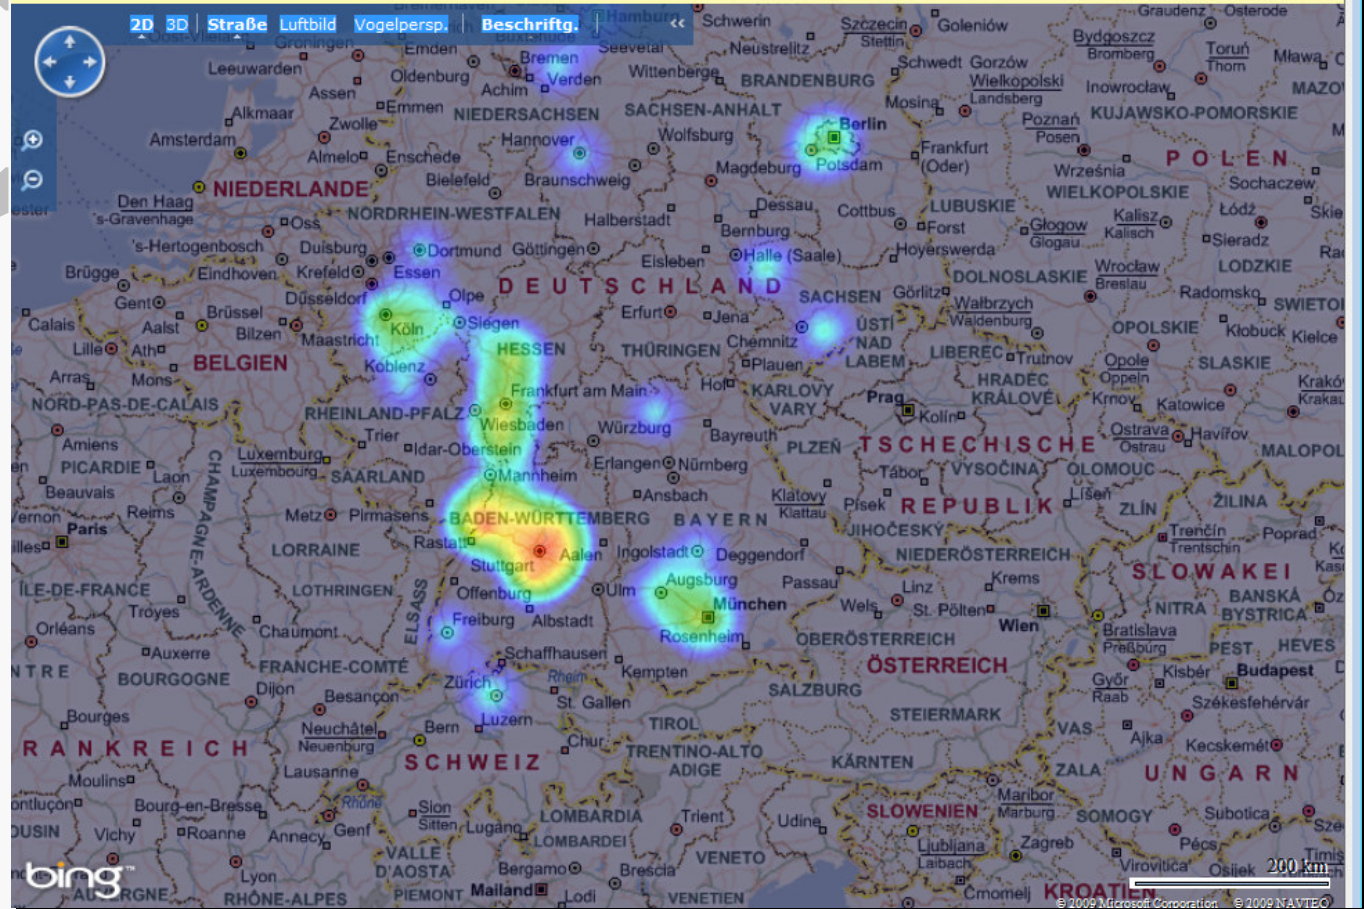 2D 3D Straße Luftbild Vogelpersp. Beschriftg. «
Hamburg Schwerin Szczecin Stettin Goleniów Graudenz Osterode
Groningen Emden Seevetal Neustrelitz Bydgoszcz Bromberg Toruń Thorn Mława
Leeuwarden Oldenburg Bremen Verden Wittenberge BRANDENBURG Schwedt Gorzów Wielkopolski Landsberg Inowrocław
Assen Achim
Alkmaar Emmen NIEDERSACHSEN SACHSEN-ANHALT Mosina KUJAWSKO-POMORSKIE
Amsterdam Zwolle Hannover Wolfsburg Berlin Poznań Posen
Almelo Enschede Magdeburg Potsdam Frankfurt (Oder) POLEN
NIEDERLANDE Bielefeld Braunschweig Września WIELKOPOLSKIE Sochaczew
Den Haag 's-Gravenhage Oss NORDRHEIN-WESTFALEN Halberstadt Dessau Cottbus LUBUSKIE Kalisz Kalisch Łódź
's-Hertogenbosch Duisburg Dortmund Göttingen Bernburg Forst Głogow Glogau Sieradz
Brügge Eindhoven Krefeld Essen Eisleben Halle (Saale) Hoyerswerda Wrocław Breslau LODZKIE
Gent Düsseldorf Olpe DEUTSCHLAND SACHSEN Görlitz DOLNOSLASKIE Radomsko
Calais Aalst Brüssel Bilzen Köln Siegen Erfurt Jena Wałbrzych Waldenburg OPOLSKIE Kłobuck Kielce
Lille Ath Maastricht HESSEN THÜRINGEN Chemnitz ÚSTÍ NAD LABEM LIBEREC Trutnov Opole Oppeln SLASKIE
BELGIEN Koblenz Plauen
Arras Mons Frankfurt am Main Hof KARLOVY VARY HRADEC KRÁLOVÉ Krnov Katowice
NORD-PAS-DE-CALAIS RHEINLAND-PFALZ Wiesbaden Würzburg Bayreuth Prag Kolín Ostrava Ostrau Havířov
Amiens Trier Idar-Oberstein PLZEŇ TSCHECHISCHE REPUBLIK MALOPOL
PICARDIE Laon Luxemburg Luxembourg SAARLAND Mannheim Erlangen Nürnberg Tábor VYSOČINA OLOMOUC
Beauvais Reims CHAMPAGNE-ARDENNE Metz Pirmasens Ansbach Klatovy Klattau Písek Líšeň ZLÍN ŽILINA
Paris BADEN-WÜRTTEMBERG BAYERN JIHOČESKÝ Trenčín Trentschin Poprad
LORRAINE LOTHRINGEN Rastatt Stuttgart Aalen Ingolstadt Deggendorf NIEDERÖSTERREICH
ÎLE-DE-FRANCE Troyes ELSASS Offenburg Ulm Augsburg Passau Linz Krems SLOWAKEI
Orléans Chaumont Freiburg Albstadt München Wels St. Pölten Wien NITRA BANSKÁ BYSTRICA
Auxerre Schaffhausen Rosenheim OBERÖSTERREICH Bratislava Preßburg PEST HEVES
BOURGOGNE FRANCHE-COMTÉ Zürich Rhein Kempten ÖSTERREICH Kisbér Budapest
Dijon Besançon St. Gallen SALZBURG Győr Raab Székesfehérvár
Bourges Neuchâtel Neuenburg Bern Luzern TIROL STEIERMARK VAS Ajka Kecskemét
RANKREICH SCHWEIZ Chur TRENTINO-ALTO ADIGE KÄRNTEN ZALA UNGARN
Moulins Lausanne Rhône Maribor Marburg
Bourg-en-Bresse Sion Sitten LOMBARDIA LOMBARDEI Trient Udine SLOWENIEN SOMOGY Subotica
Vichy Roanne Annecy Genf Lugano Ljubljana Laibach Zagreb Pécs
bing Lyon VALLE D'AOSTA Bergamo Brescia VENETO Virovitica Osijek 200 km
AUVERGNE RHÔNE-ALPES PIEMONT Mailand Lodi VENETIEN Črnomelj KROATIEN
© 2009 Microsoft Corporation © 2009 NAVTEQ